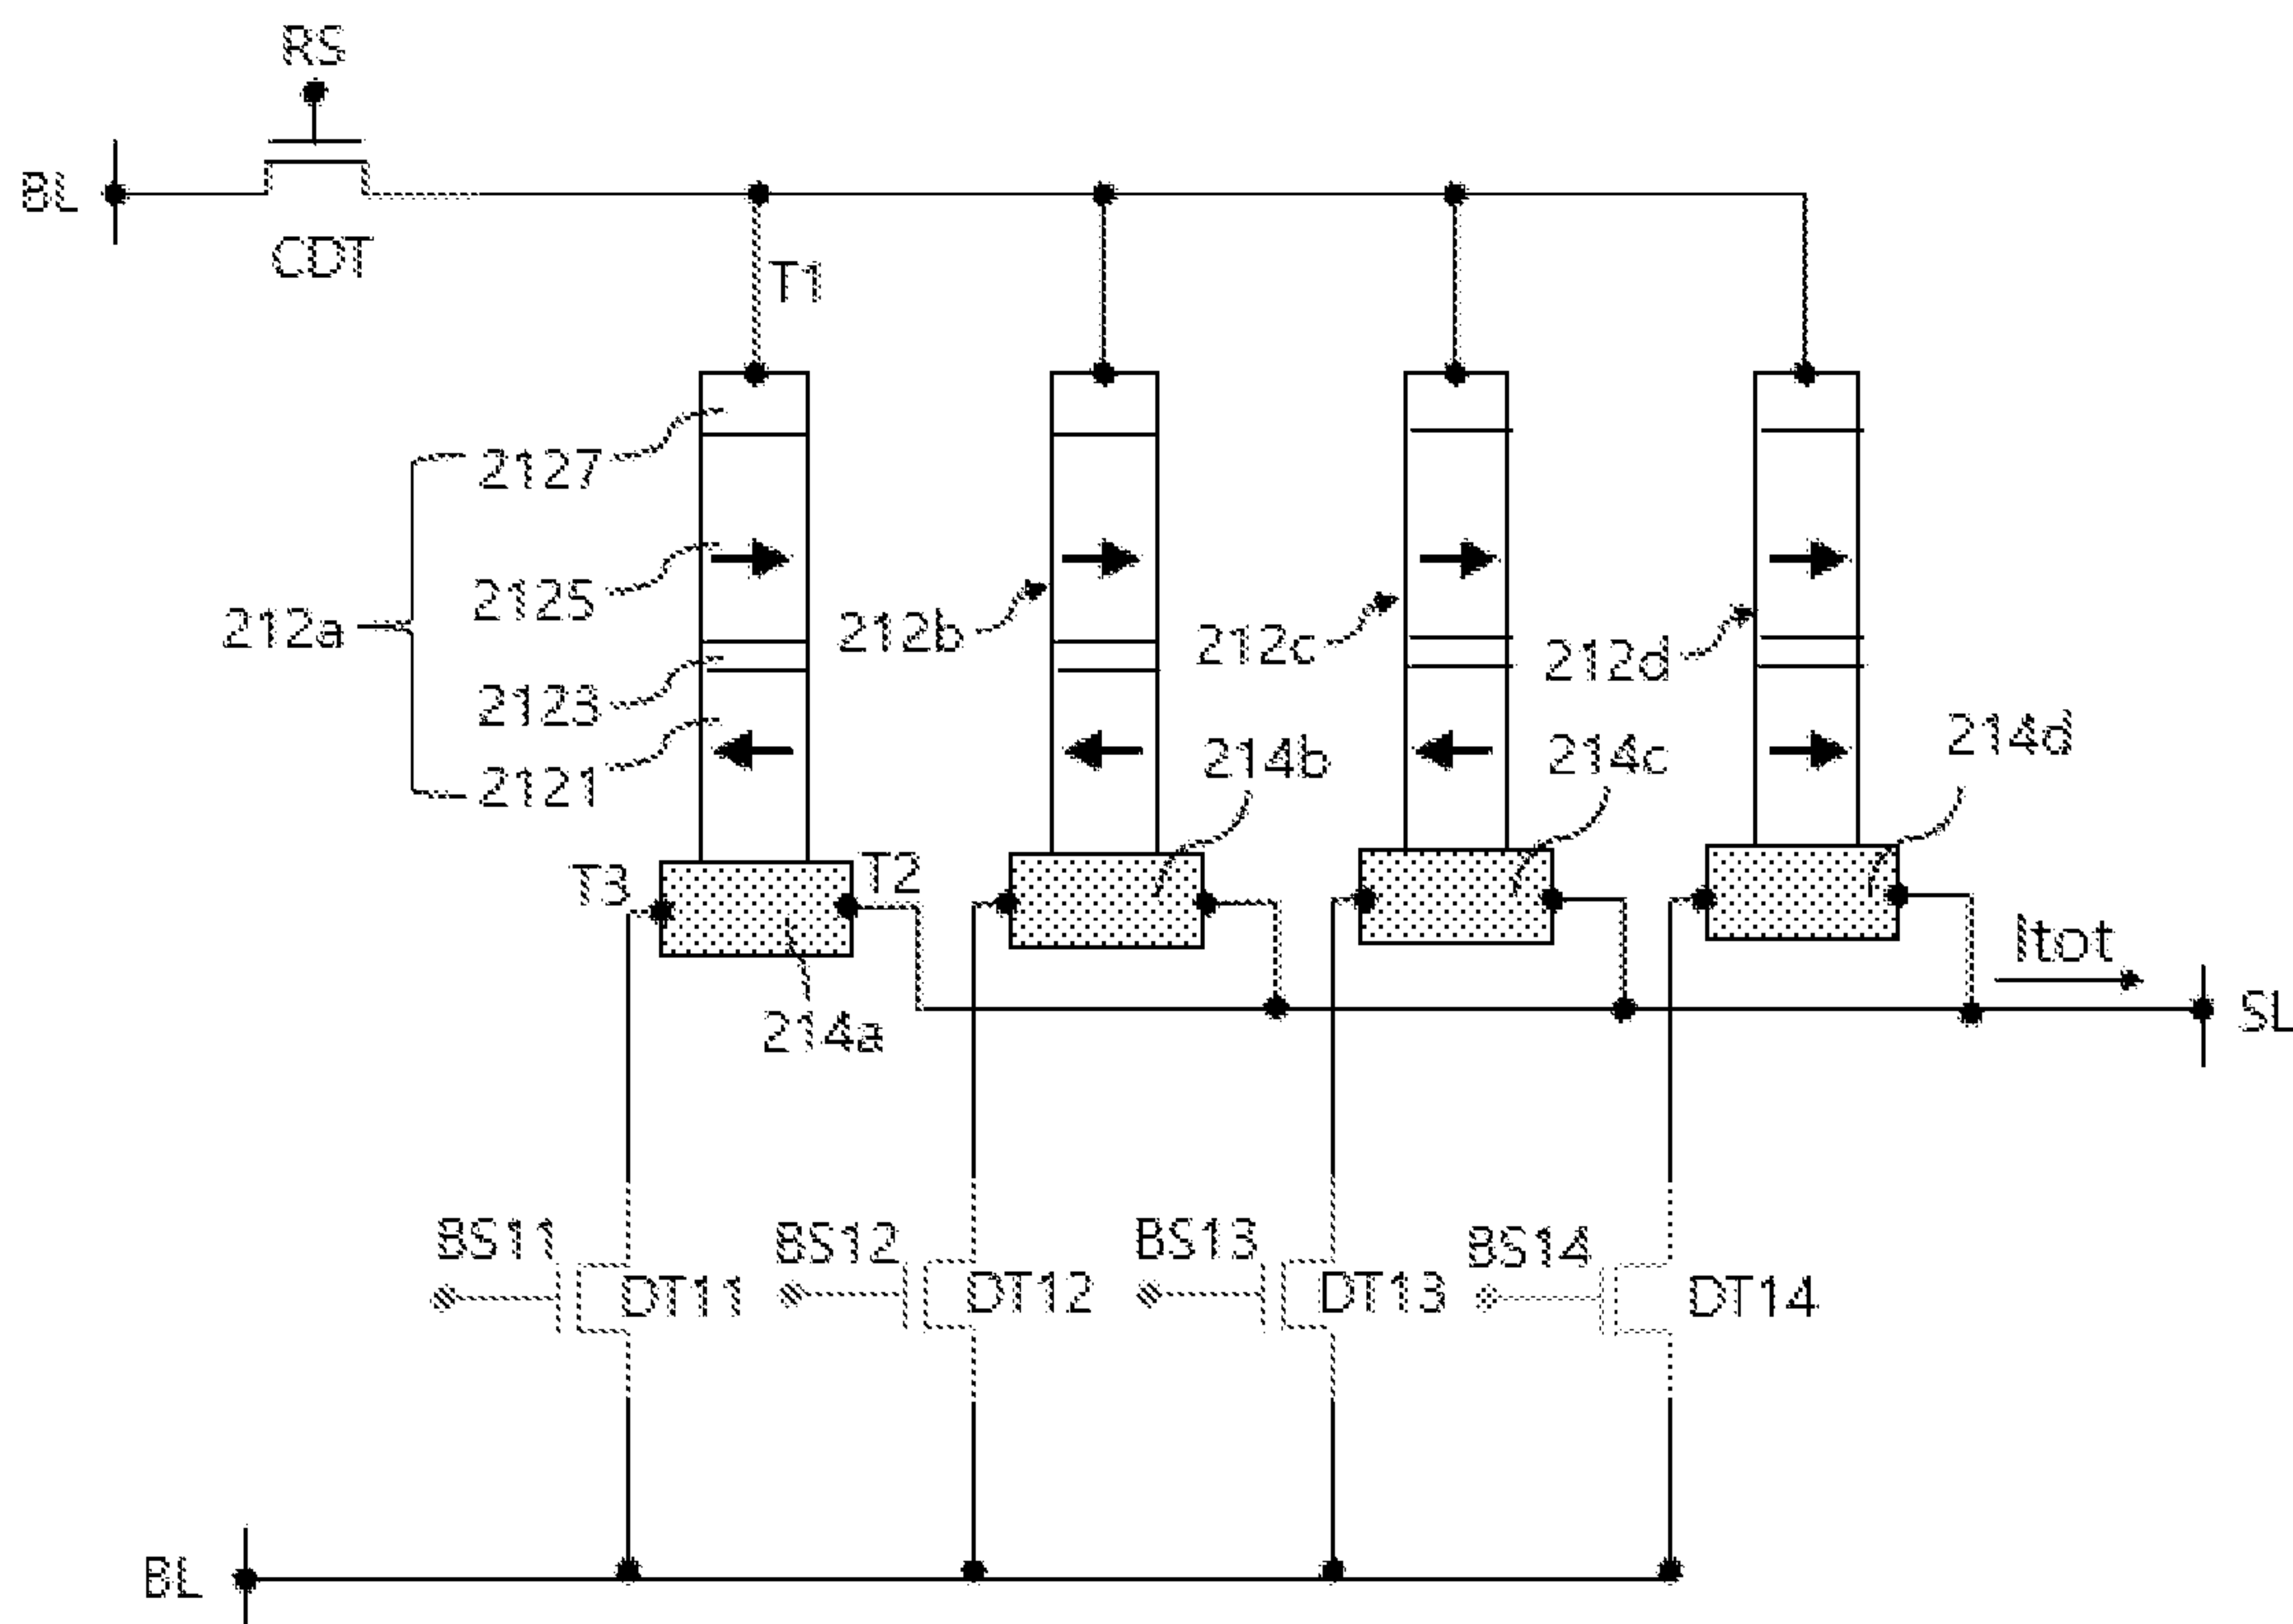 RS
BL
CDT
T1
2127
2125
212a
212b
212c
212d
2123
2121
214b
214c
214d
T3
T2
Itot
214a
SL
BS11
DT11
BS12
DT12
BS13
DT13
BS14
DT14
BL